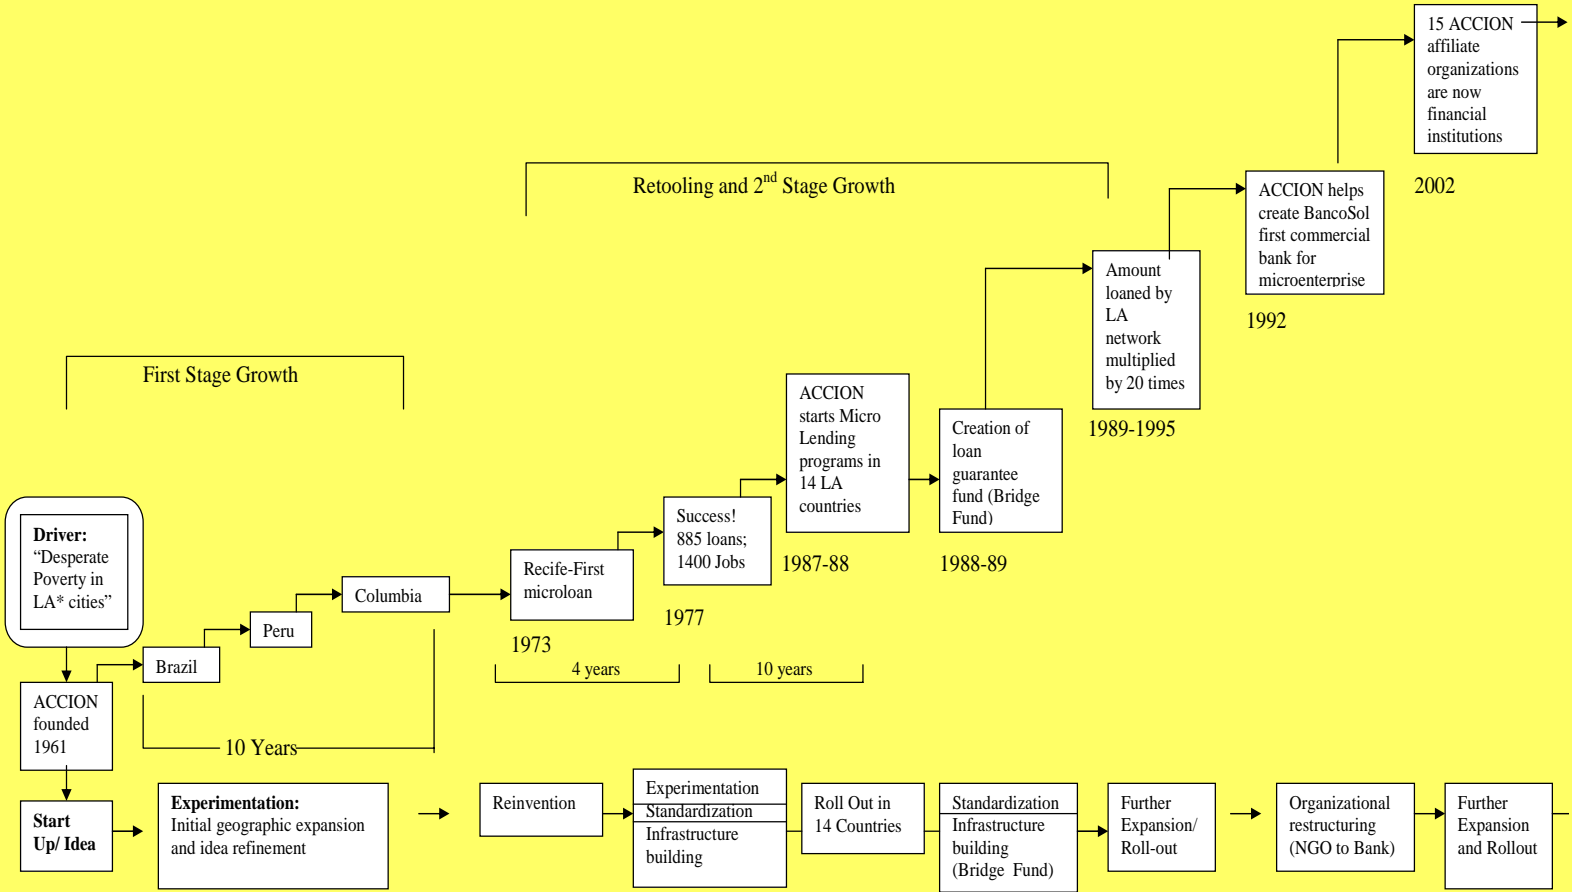 15 ACCION
affiliate
organizations
are now
financial
institutions
2002
Retooling and 2nd Stage Growth
ACCION helps
create BancoSol
first commercial
bank for
microenterprise
1992
Amount
loaned by
LA
network
multiplied
by 20 times
1989-1995
First Stage Growth
ACCION
starts Micro
Lending
programs in
14 LA
countries
1987-88
Creation of
loan
guarantee
fund (Bridge
Fund)
1988-89
Driver:
“Desperate
Poverty in
LA* cities”
Success!
885 loans;
1400 Jobs
1977
Recife-First
microloan
1973
Columbia
Peru
Brazil
4 years
10 years
ACCION
founded
1961
10 Years
Start
Up/ Idea
Experimentation:
Initial geographic expansion
and idea refinement
Reinvention
Experimentation
Standardization
Infrastructure
building
Roll Out in
14 Countries
Standardization
Infrastructure
building
(Bridge Fund)
Further
Expansion/
Roll-out
Organizational
restructuring
(NGO to Bank)
Further
Expansion
and Rollout